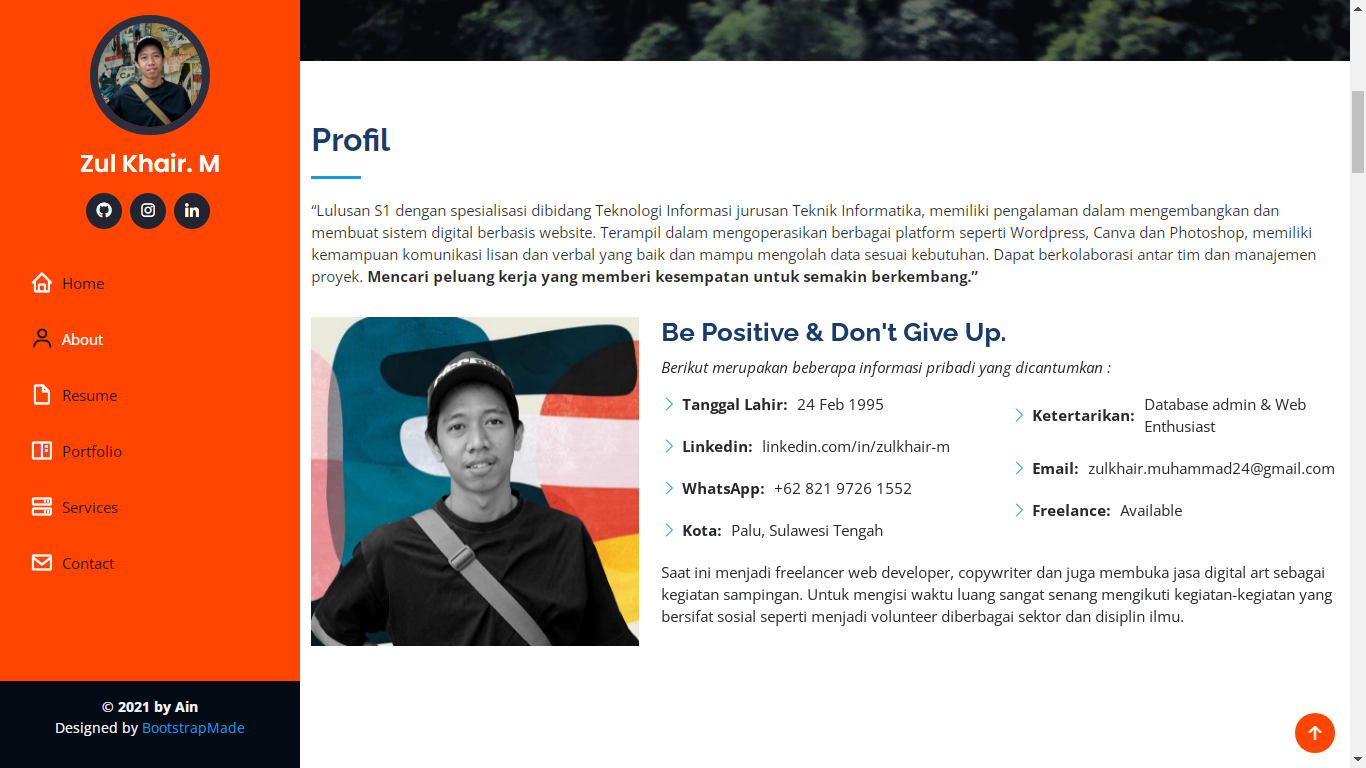 Zul Khair. M
Home
About
Resume
Portfolio
Services
Contact
© 2021 by Ain
Designed by BootstrapMade
Profil
“Lulusan S1 dengan spesialisasi dibidang Teknologi Informasi jurusan Teknik Informatika, memiliki pengalaman dalam mengembangkan dan
membuat sistem digital berbasis website. Terampil dalam mengoperasikan berbagai platform seperti Wordpress, Canva dan Photoshop, memiliki
kemampuan komunikasi lisan dan verbal yang baik dan mampu mengolah data sesuai kebutuhan. Dapat berkolaborasi antar tim dan manajemen
proyek. Mencari peluang kerja yang memberi kesempatan untuk semakin berkembang.”
Be Positive & Don't Give Up.
Berikut merupakan beberapa informasi pribadi yang dicantumkan :
Tanggal Lahir: 24 Feb 1995
Linkedin: linkedin.com/in/zulkhair-m
WhatsApp: +62 821 9726 1552
Kota: Palu, Sulawesi Tengah
Ketertarikan: Database admin & Web
Enthusiast
Email: zulkhair.muhammad24@gmail.com
Freelance: Available
Saat ini menjadi freelancer web developer, copywriter dan juga membuka jasa digital art sebagai
kegiatan sampingan. Untuk mengisi waktu luang sangat senang mengikuti kegiatan-kegiatan yang
bersifat sosial seperti menjadi volunteer diberbagai sektor dan disiplin ilmu.